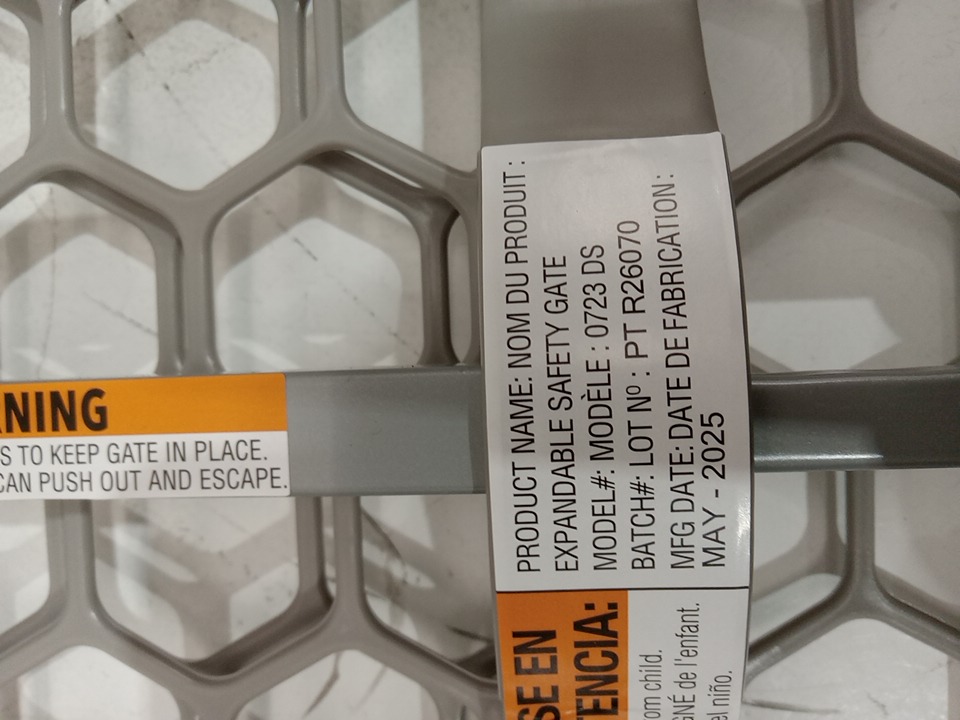 NING
S TO KEEP GATE IN PLACE.
CAN PUSH OUT AND ESCAPE.
PRODUCT NAME: NOM DU PRODUIT :
EXPANDABLE SAFETY GATE
MODEL#: MODÈLE : 0723 DS
BATCH#: LOT Nº : PT R26070
MFG DATE: DATE DE FABRICATION :
MAY - 2025
SE EN
TENCIA:
om child.
GNÉ de l'enfant.
el niño.